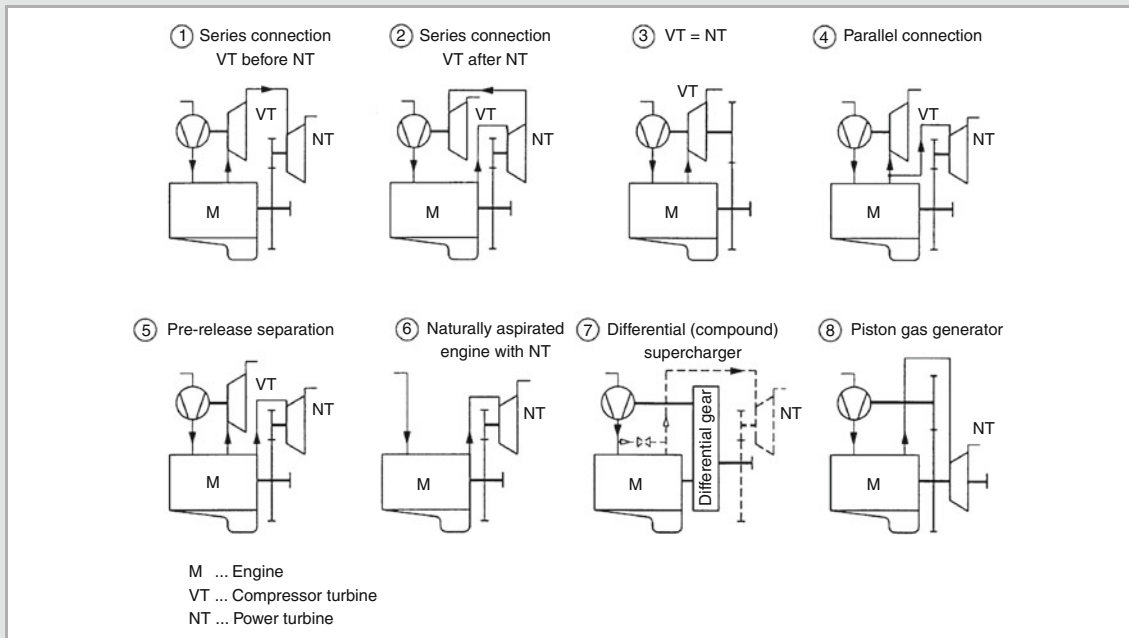 1 Series connection
VT before NT
VT
NT
M
2 Series connection
VT after NT
VT
NT
M
3 VT = NT
VT
M
4 Parallel connection
VT
NT
M
5 Pre-release separation
VT
NT
M
6 Naturally aspirated
engine with NT
NT
M
7 Differential (compound)
supercharger
Differential gear
NT
M
8 Piston gas generator
NT
M
M ... Engine
VT ... Compressor turbine
NT ... Power turbine